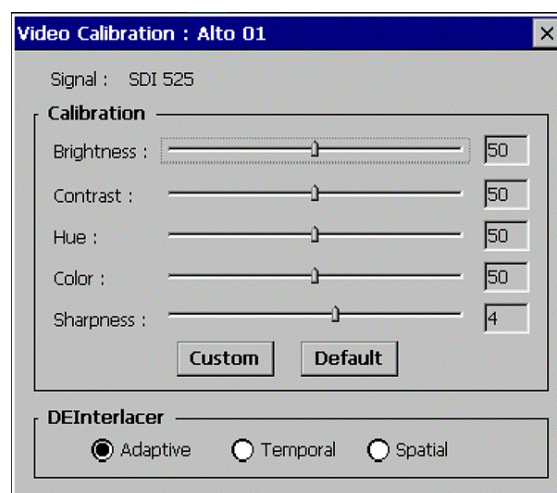 Video Calibration : Alto 01
Signal : SDI 525
Calibration
Brightness : 50
Contrast : 50
Hue : 50
Color : 50
Sharpness : 4
Custom Default
DEInterlacer
Adaptive Temporal Spatial